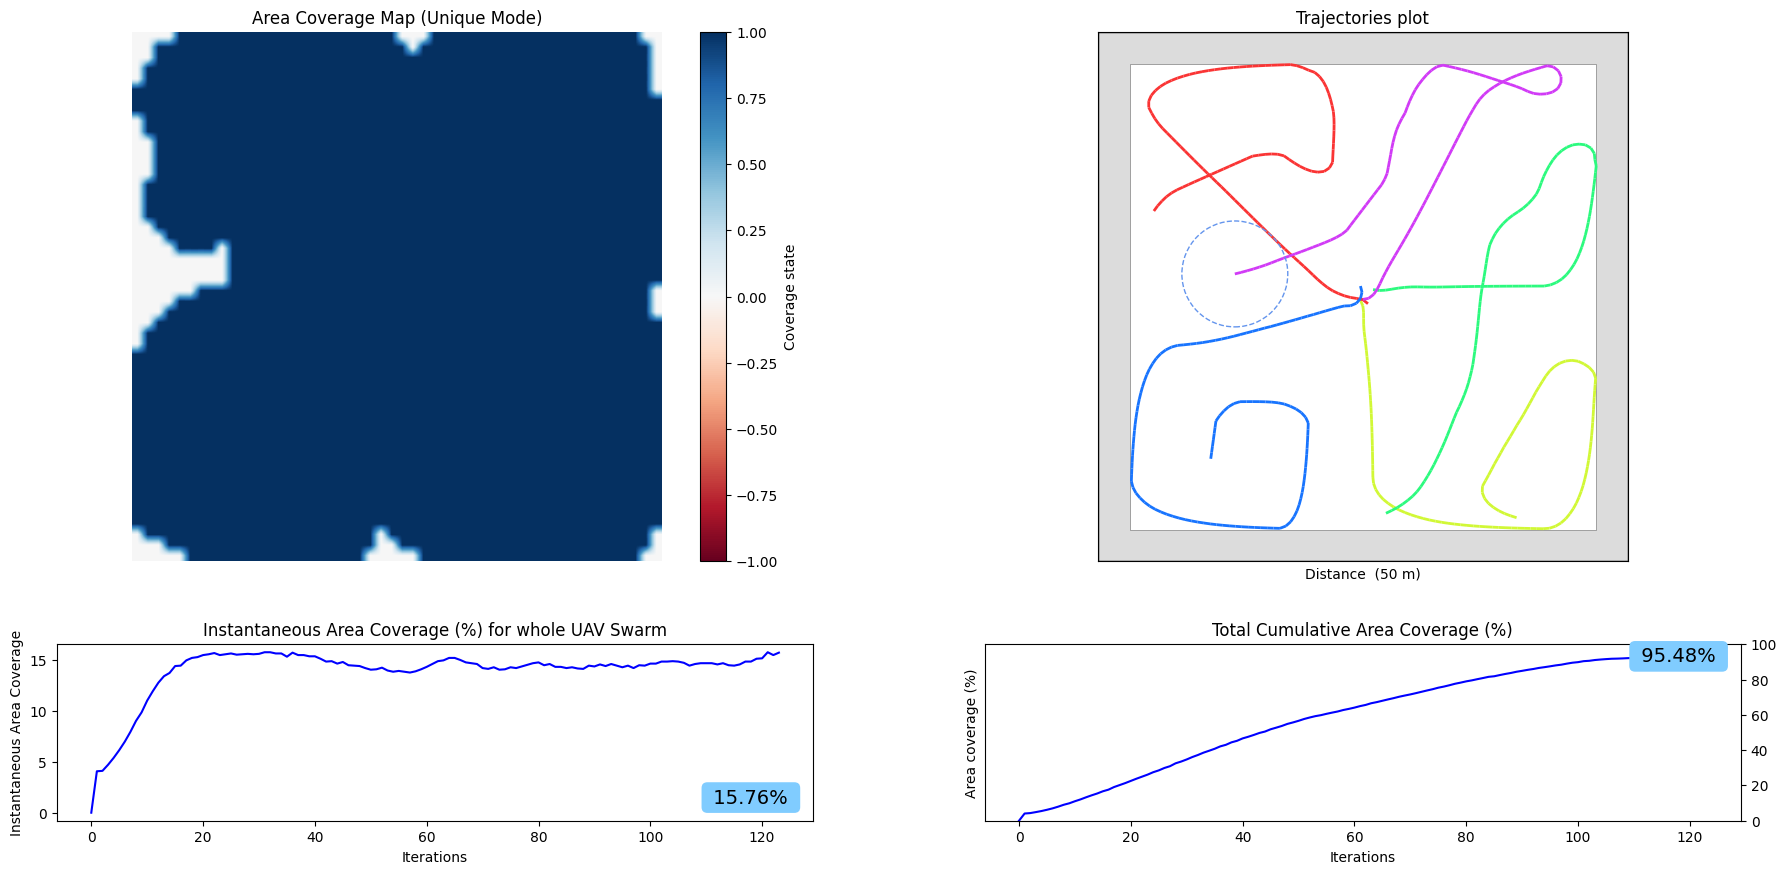 Area Coverage Map (Unique Mode)
1.00
0.75
0.50
0.25
0.00
−0.25
−0.50
−0.75
−1.00
Coverage state
Trajectories plot
Distance  (50 m)
Instantaneous Area Coverage (%) for whole UAV Swarm
Instantaneous Area Coverage
15
10
5
0
15.76%
0 20 40 60 80 100 120
Iterations
Total Cumulative Area Coverage (%)
Area coverage (%)
95.48%
100
80
60
40
20
0
0 20 40 60 80 100 120
Iterations